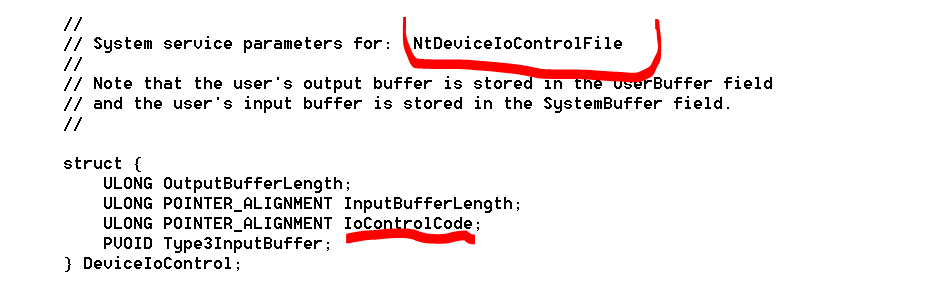 //
// System service parameters for: NtDeviceIoControlFile
//
// Note that the user's output buffer is stored in the UserBuffer field
// and the user's input buffer is stored in the SystemBuffer field.
//
struct {
ULONG OutputBufferLength;
ULONG POINTER_ALIGNMENT InputBufferLength;
ULONG POINTER_ALIGNMENT IoControlCode;
PVOID Type3InputBuffer;
} DeviceIoControl;